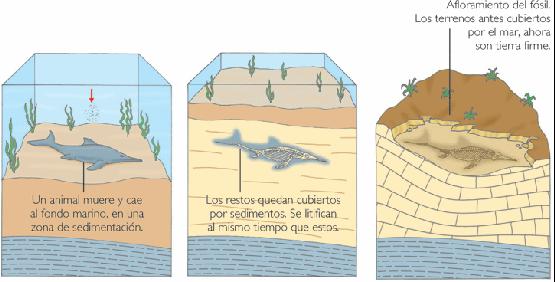 Un animal muere y cae
al fondo marino, en una
zona de sedimentación.
Los restos quedan cubiertos
por sedimentos. Se litifican
al mismo tiempo que estos.
Afloramiento del fósil.
Los terrenos antes cubiertos
por el mar, ahora
son tierra firme.